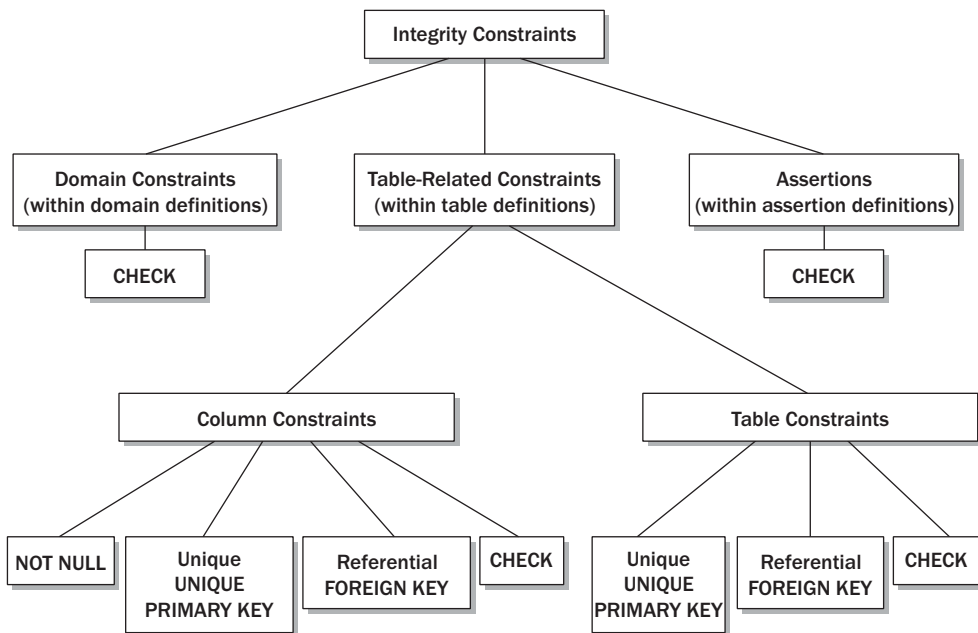 Integrity Constraints
Domain Constraints
(within domain definitions)
Table-Related Constraints
(within table definitions)
Assertions
(within assertion definitions)
CHECK
CHECK
Column Constraints
Table Constraints
NOT NULL
Unique
UNIQUE
PRIMARY KEY
Referential
FOREIGN KEY
CHECK
Unique
UNIQUE
PRIMARY KEY
Referential
FOREIGN KEY
CHECK